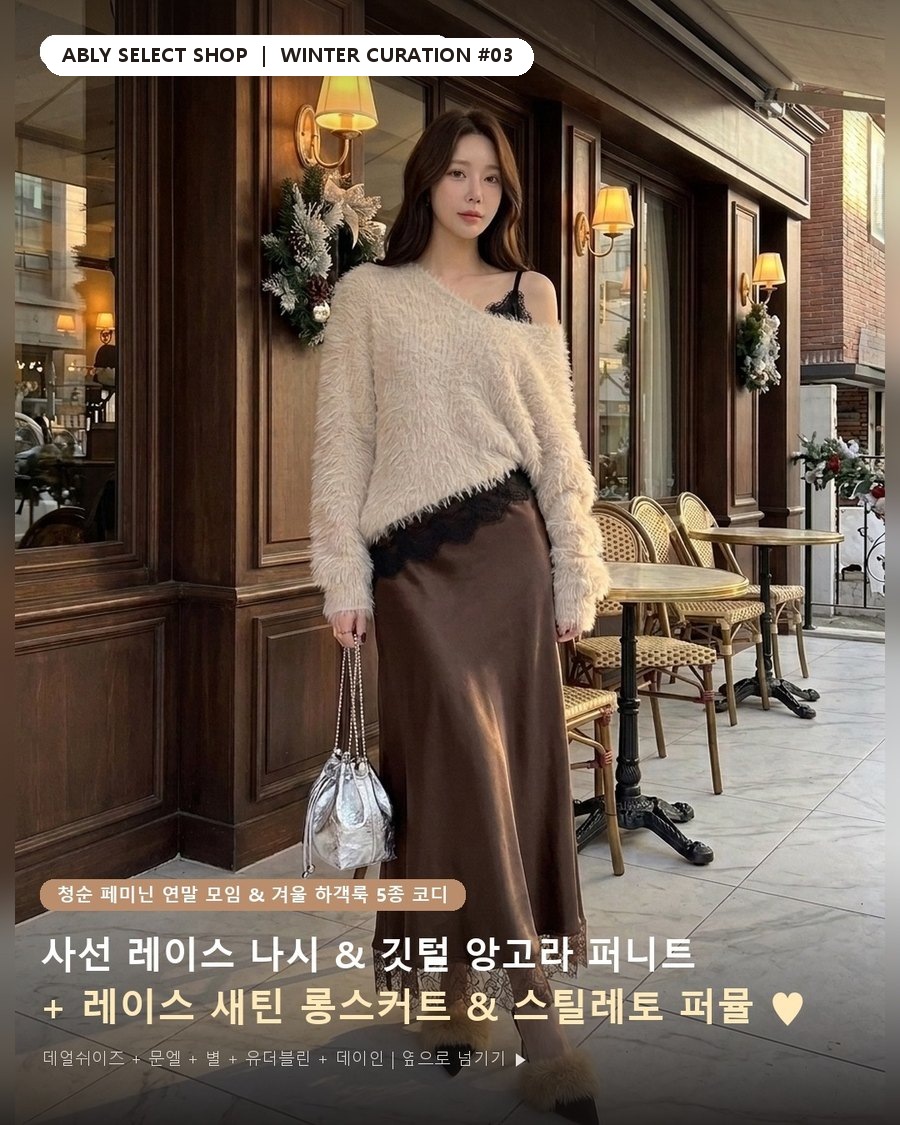 ABLY SELECT SHOP | WINTER CURATION #03
청순 페미닌 연말 모임 & 겨울 하객룩 5종 코디
사선 레이스 나시 & 깃털 앙고라 퍼니트
+ 레이스 새틴 롱스커트 & 스틸레토 퍼뮬 ♥
데얼쉬이즈 + 문엘 + 별 + 유더블린 + 데이인 | 옆으로 넘기기 ▶